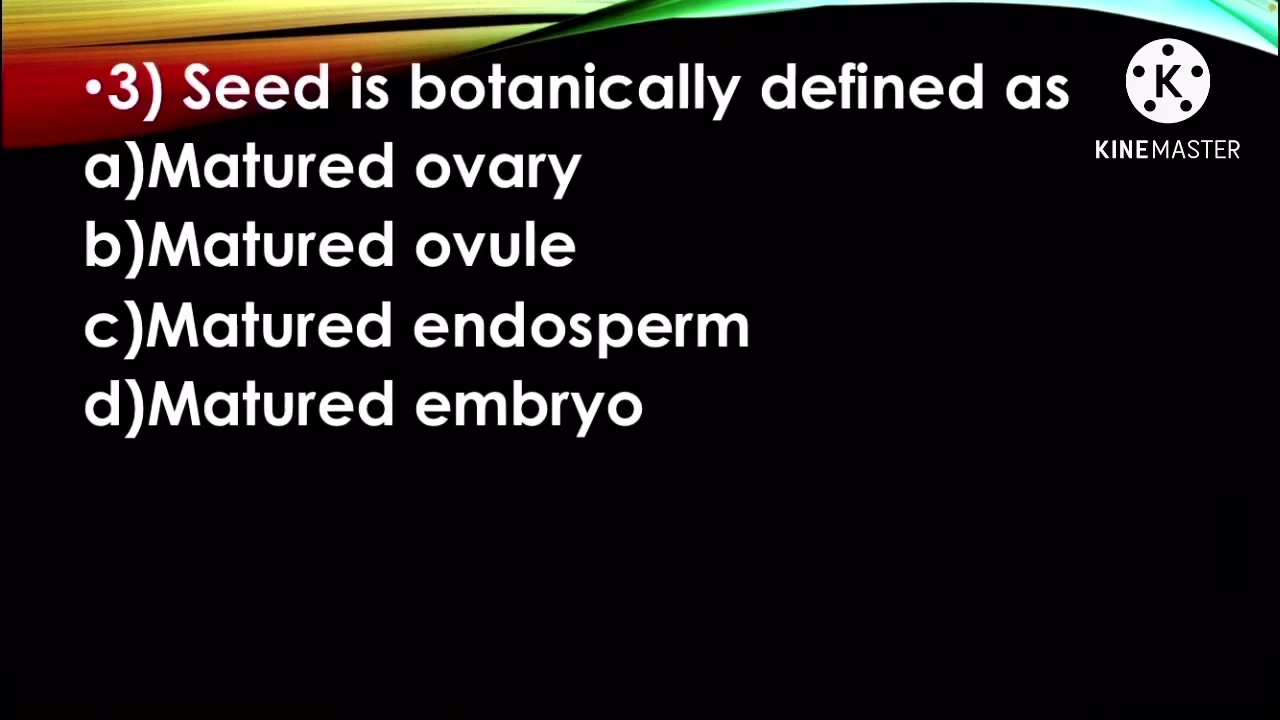 •3) Seed is botanically defined as
a)Matured ovary
b)Matured ovule
c)Matured endosperm
d)Matured embryo
K
KINEMASTER